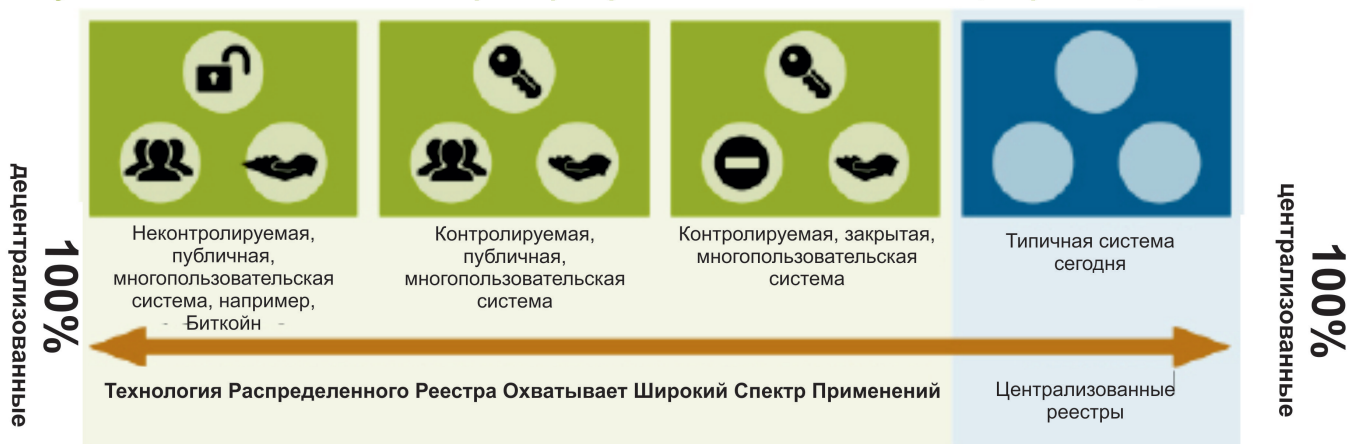 децентрализованные
100%
Неконтролируемая,
публичная,
многопользовательская
система, например,
Биткойн
Контролируемая,
публичная,
многопользовательская
система
Контролируемая, закрытая,
многопользовательская
система
Типичная система
сегодня
Технология Распределенного Реестра Охватывает Широкий Спектр Применений
Централизованные
реестры
100%
централизованные